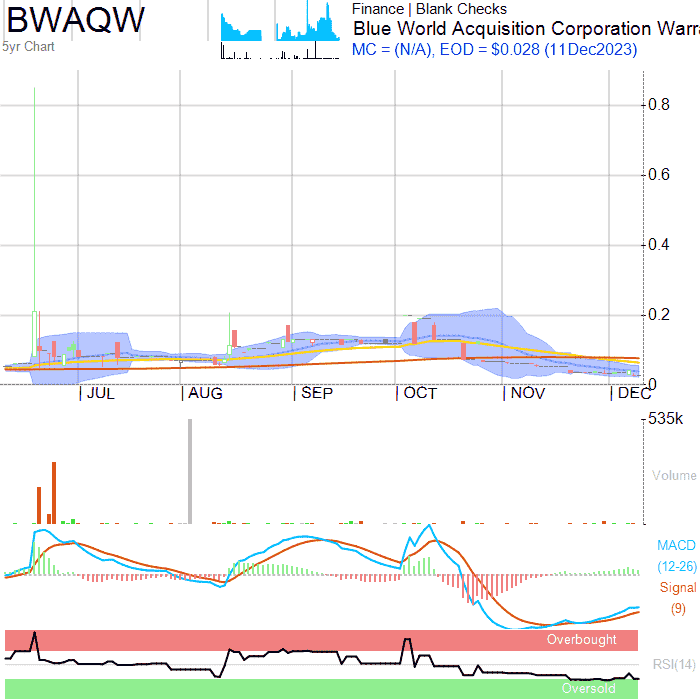 BWAQW
5yr Chart
Finance | Blank Checks
Blue World Acquisition Corporation Warra
MC = (N/A), EOD = $0.028 (11Dec2023)
0.8
0.6
0.4
0.2
0
| JUL | AUG | SEP | OCT | NOV | DEC
535k
Volume
MACD
(12-26)
Signal
(9)
Overbought
RSI(14)
Oversold